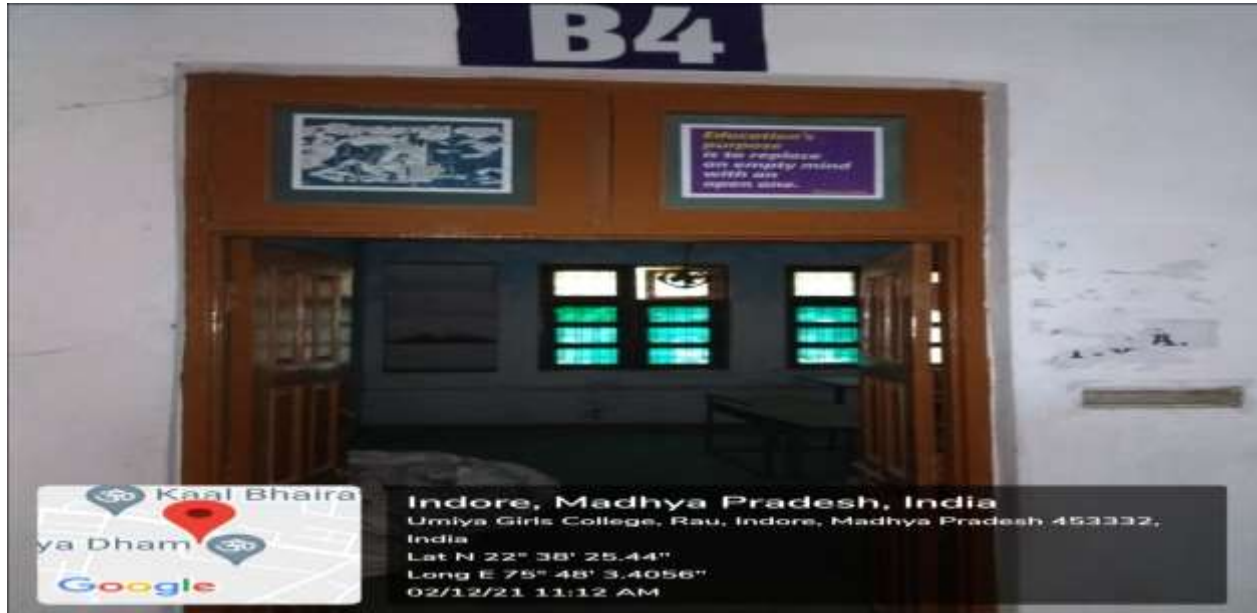 B4
Education's
purpose
is to replace
an empty mind
with an
open one.
A.
Kaal Bhaira
ya Dham
Google
Indore, Madhya Pradesh, India
Umiya Girls College, Rau, Indore, Madhya Pradesh 453332,
India
Lat N 22° 38' 25.44"
Long E 75° 48' 3.4056"
02/12/21 11:12 AM